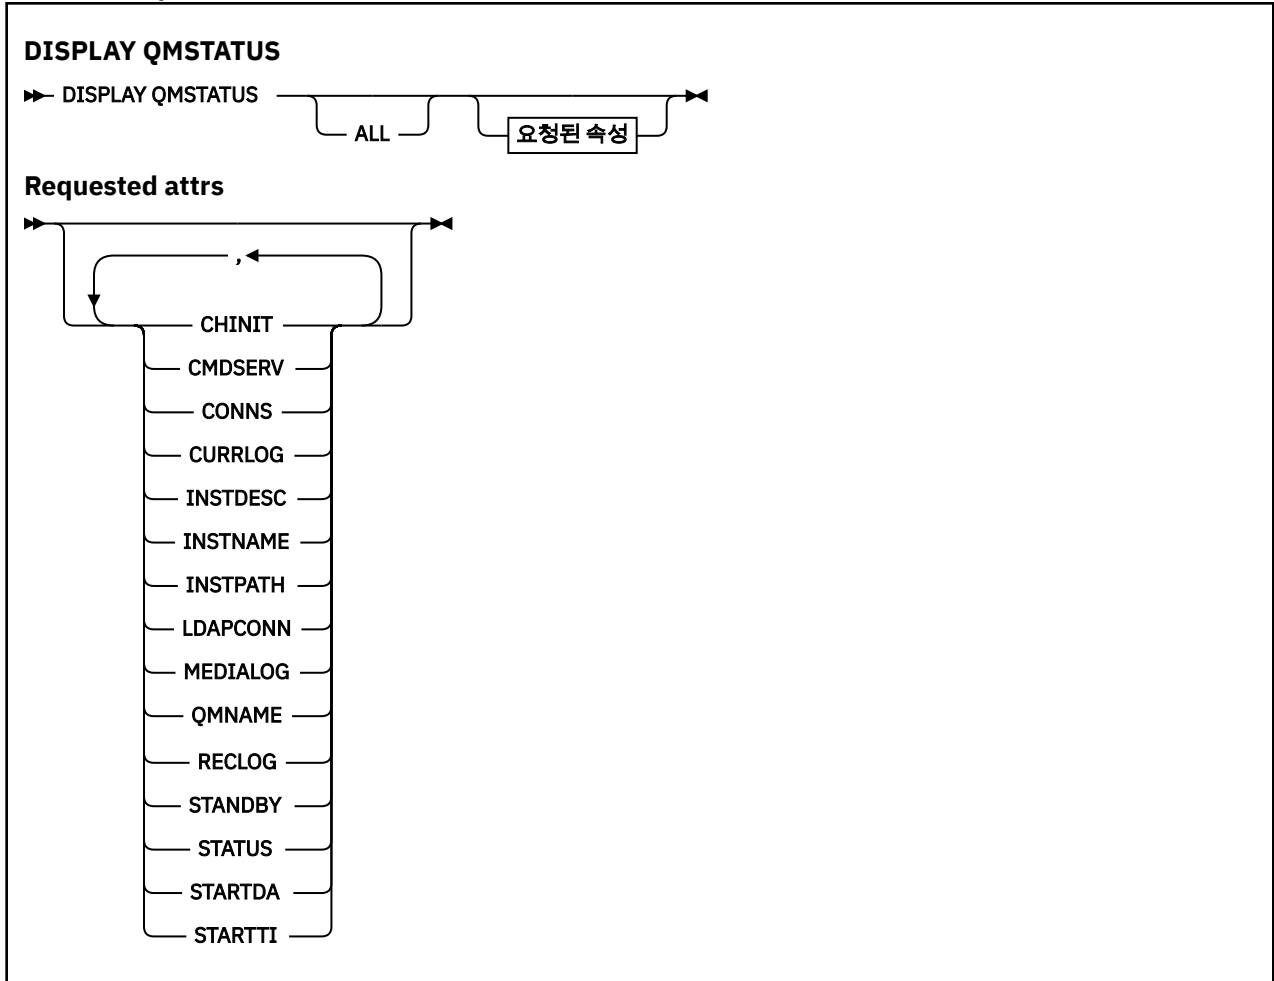 DISPLAY QMSTATUS
DISPLAY QMSTATUS
ALL
요청된 속성
Requested attrs
,
CHINIT
CMDSERV
CONNS
CURRLOG
INSTDESC
INSTNAME
INSTPATH
LDAPCONN
MEDIALOG
QMNAME
RECLOG
STANDBY
STATUS
STARTDA
STARTTI